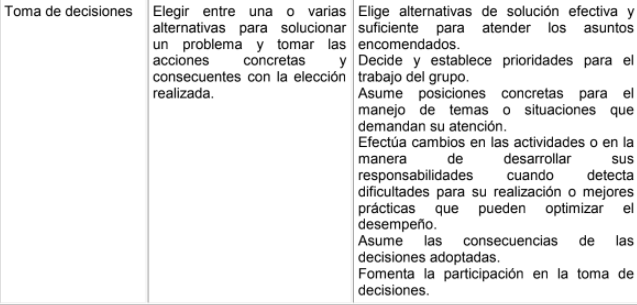 Toma de decisiones
Elegir entre una o varias
alternativas para solucionar
un problema y tomar las
acciones concretas y
consecuentes con la elección
realizada.
Elige alternativas de solución efectiva y
suficiente para atender los asuntos
encomendados.
Decide y establece prioridades para el
trabajo del grupo.
Asume posiciones concretas para el
manejo de temas o situaciones que
demandan su atención.
Efectúa cambios en las actividades o en la
manera de desarrollar sus
responsabilidades cuando detecta
dificultades para su realización o mejores
prácticas que pueden optimizar el
desempeño.
Asume las consecuencias de las
decisiones adoptadas.
Fomenta la participación en la toma de
decisiones.